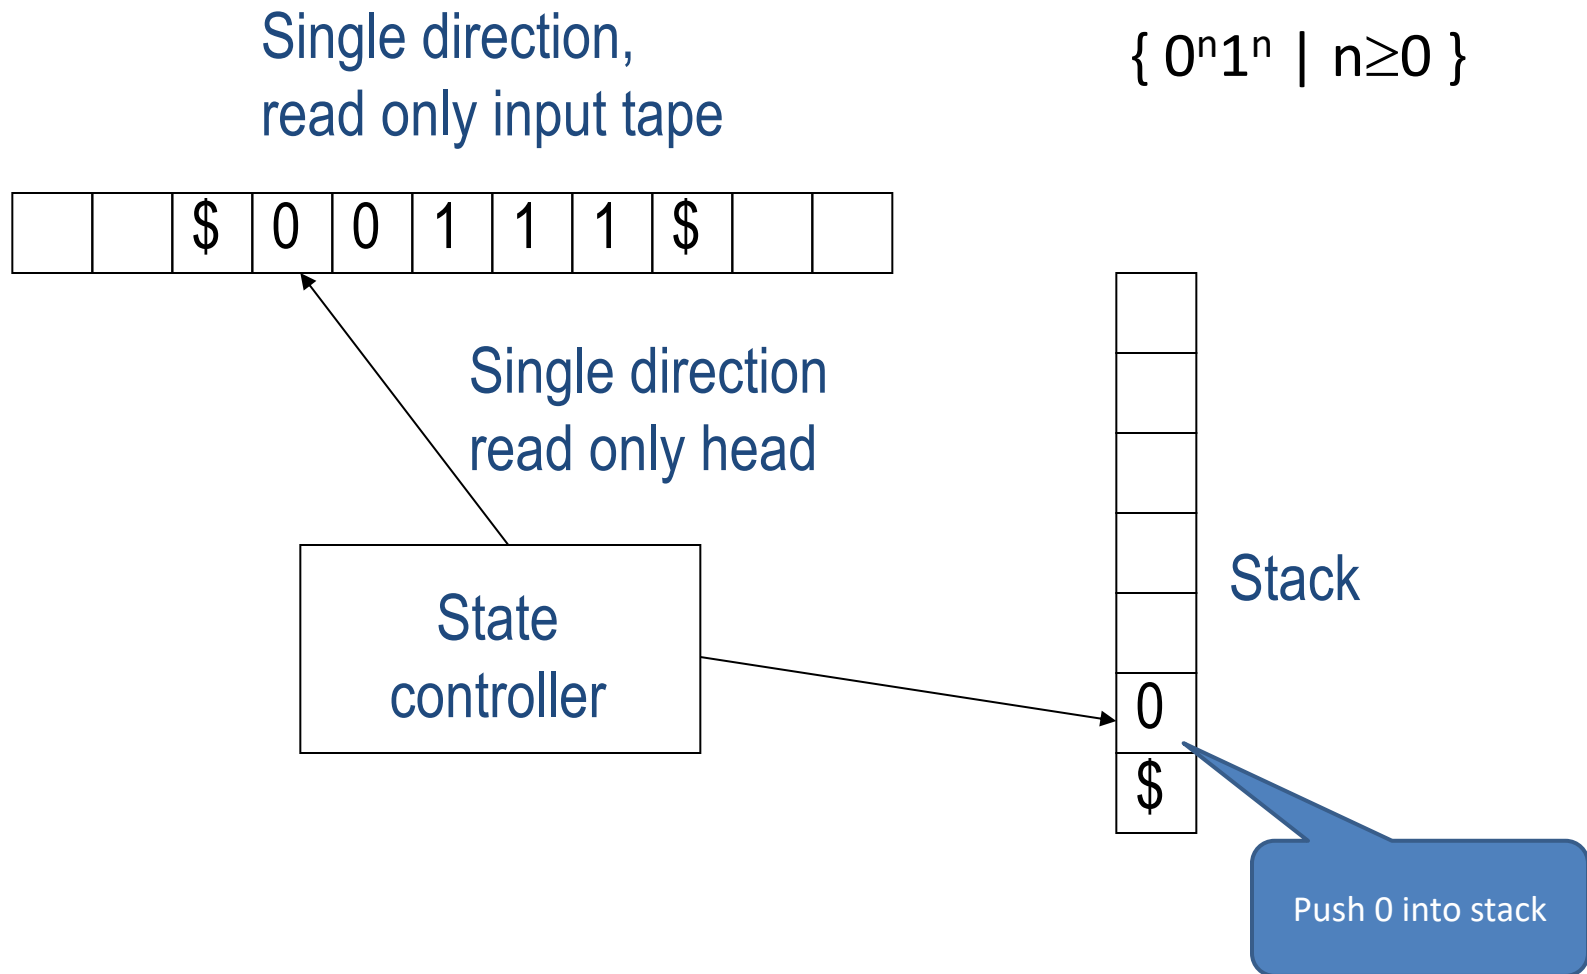 Single direction,
read only input tape
{ 0ⁿ1ⁿ | n≥0 }
$ 0 0 1 1 1 $
Single direction
read only head
State
controller
Stack
0
$
Push 0 into stack